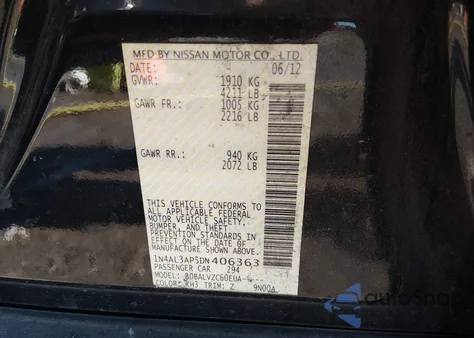 MFD BY NISSAN MOTOR CO., LTD.
DATE: 06/12
GVWR: 1910 KG
4211 LB
GAWR FR.: 1005 KG
2216 LB
GAWR RR.: 940 KG
2072 LB
THIS VEHICLE CONFORMS TO
ALL APPLICABLE FEDERAL
MOTOR VEHICLE SAFETY,
BUMPER, AND THEFT
PREVENTION STANDARDS IN
EFFECT ON THE DATE OF
MANUFACTURE SHOWN ABOVE.
1N4AL3AP5DN406363
PASSENGER CAR 294
MODEL: BDBALVZC60EUA-
COLOR: KH3 TRIM: Z 9N00A
AutoSnap